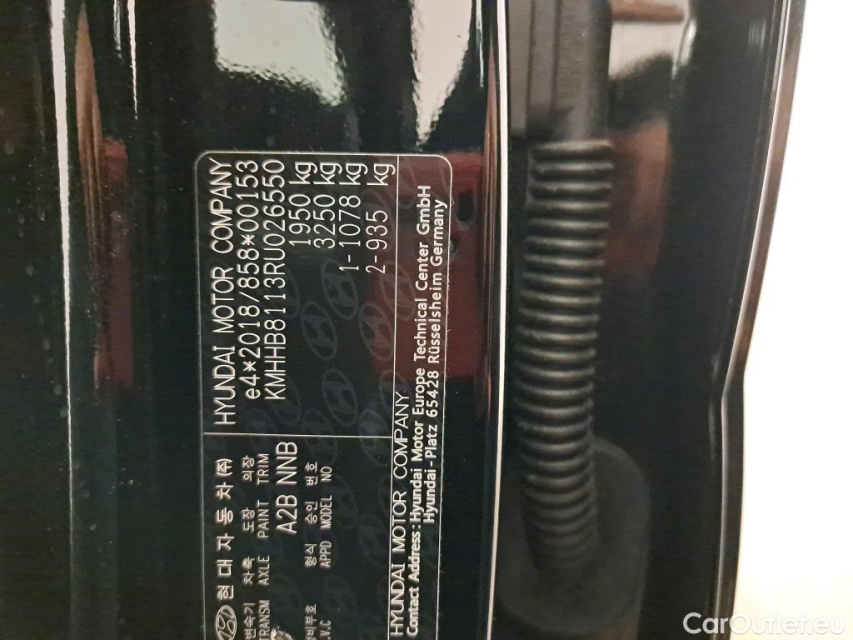 현대자동차(주)
변속기 차축 도장 의장
TRANSM AXLE PAINT TRIM
A2B NNB
형식 승인 번호
APPD MODEL NO
HYUNDAI MOTOR COMPANY
e4*2018/858*00153
KMHHB8113RU026550
1950 kg
3250 kg
1-1078 kg
2-935 kg
HYUNDAI MOTOR COMPANY
Contact Address : Hyundai Motor Europe Technical Center GmbH
Hyundai-Platz 65428 Rüsselsheim Germany
CarOutlet.eu